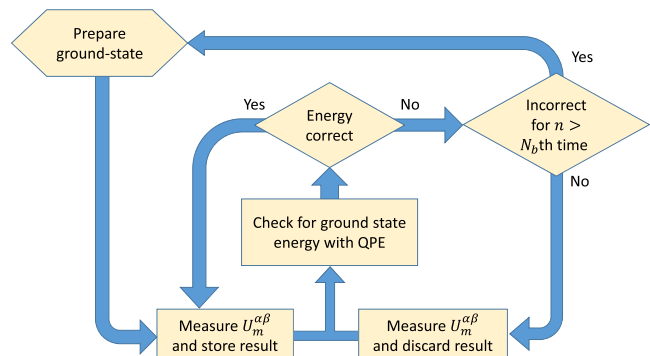 Prepare
ground-state
Yes
Yes
Energy
correct
No
Incorrect
for n >
N_bth time
No
Check for ground state
energy with QPE
Measure U_m^{αβ}
and store result
Measure U_m^{αβ}
and discard result